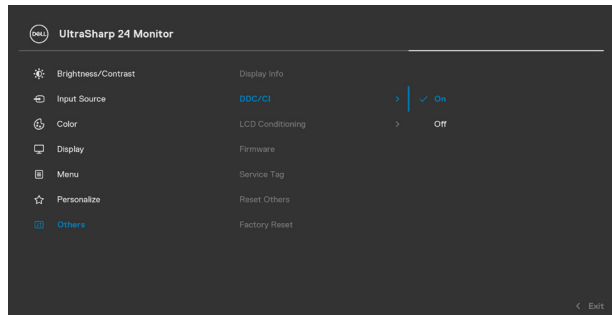 DELL UltraSharp 24 Monitor
Brightness/Contrast
Display Info
Input Source
DDC/CI > ✓ On
Color
LCD Conditioning > Off
Display
Firmware
Menu
Service Tag
Personalize
Reset Others
Others
Factory Reset
< Exit